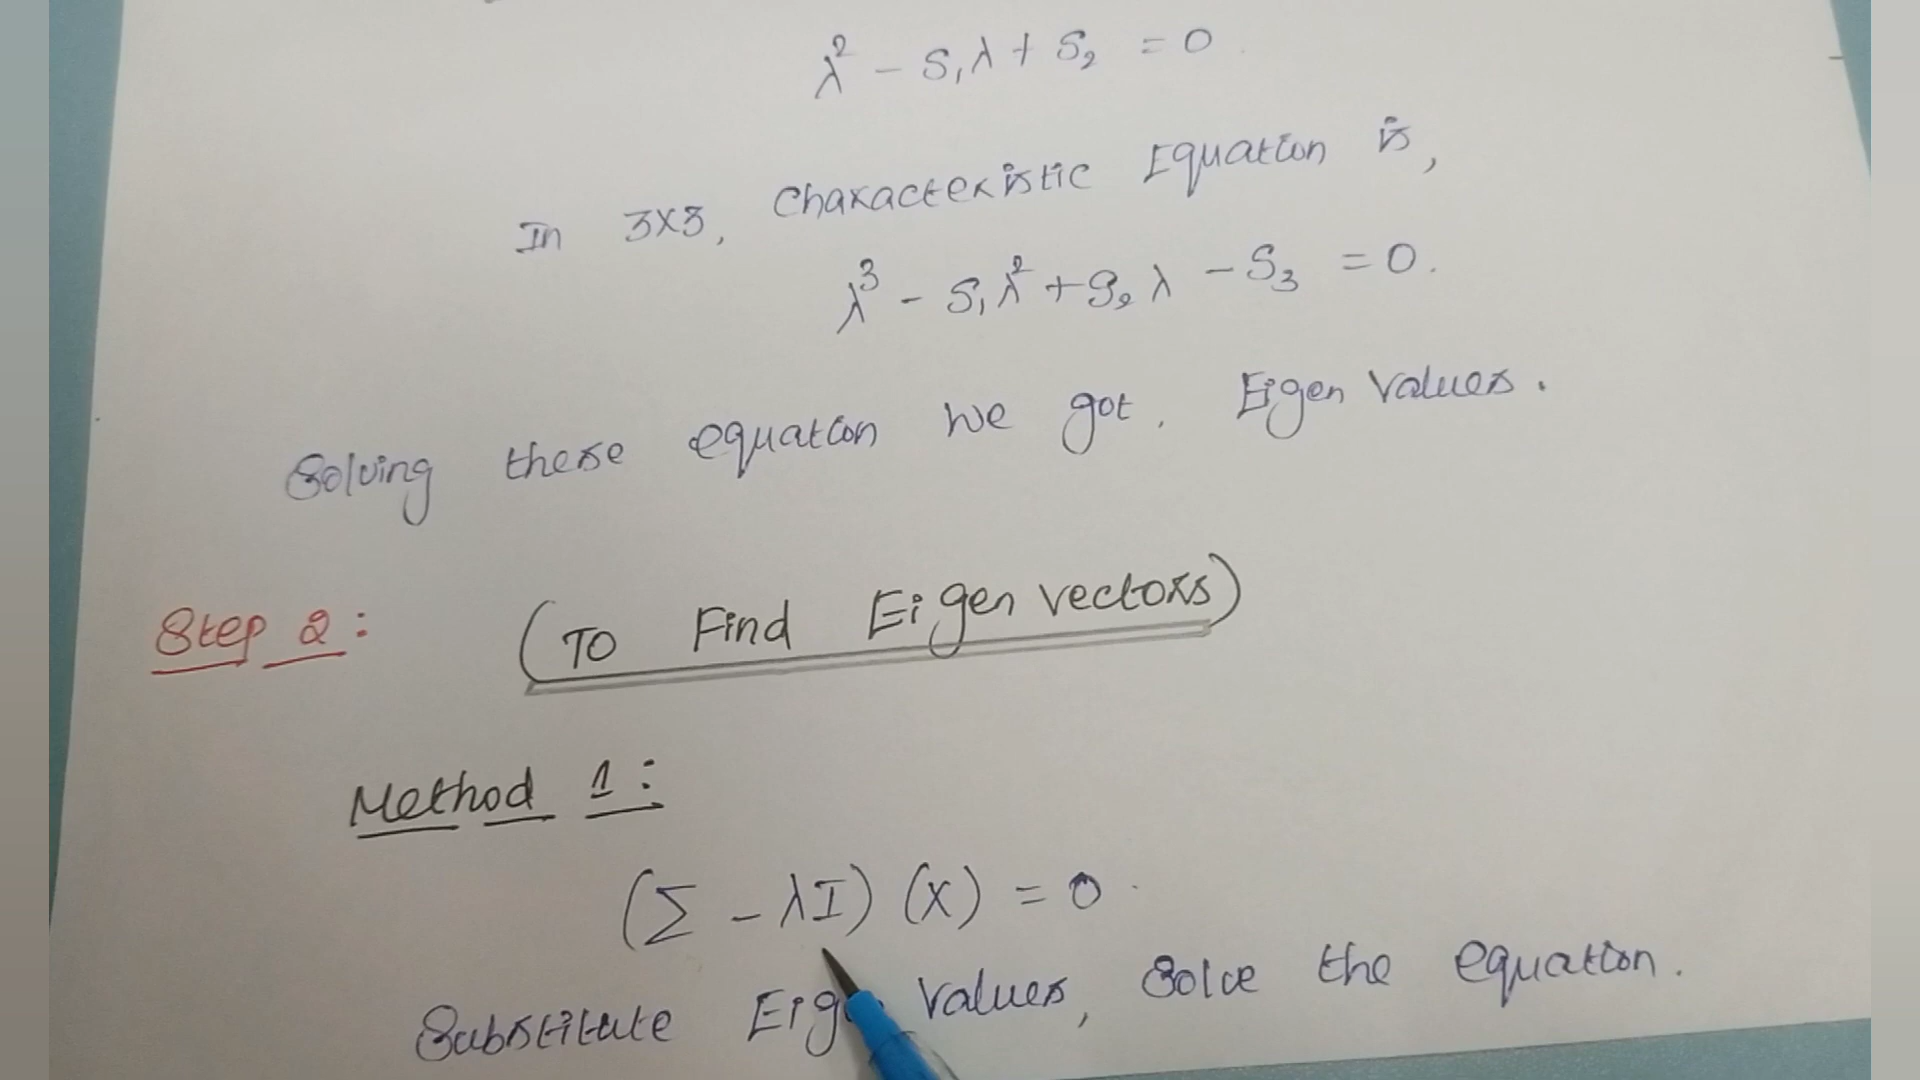 λ² - S₁λ + S₂ = 0
In 3x3, Characteristic Equation is,
λ³ - S₁λ² + S₂λ - S₃ = 0.
Solving these equation we got. Eigen Values.
Step 2: (To Find Eigen vectors)
Method 1:
(Σ - λI) (X) = 0
Substitute Values, Solve the equation.